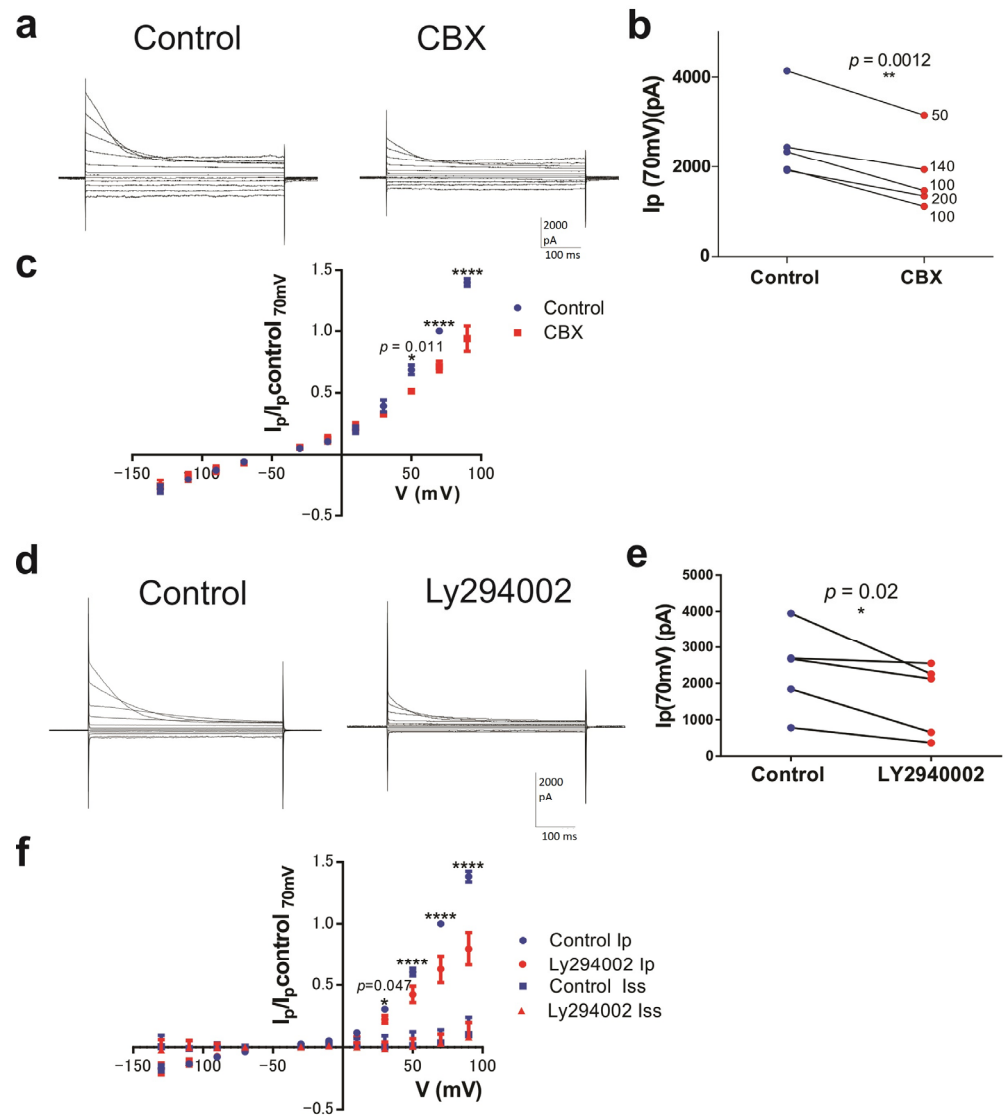 a
Control
CBX
2000
pA
100 ms
b
Ip (70mV)(pA)
4000
2000
0
p = 0.0012
**
50
140
100
200
100
Control
CBX
c
Ip/Ipcontrol 70mV
1.5
1.0
0.5
−0.5
−150
−100
−50
50
100
V (mV)
****
****
p = 0.011
*
Control
CBX
d
Control
Ly294002
2000
pA
100 ms
e
Ip(70mV) (pA)
5000
4000
3000
2000
1000
0
p = 0.02
*
Control
LY2940002
f
Ip/Ipcontrol 70mV
1.5
1.0
0.5
−0.5
−150
−100
−50
50
100
V (mV)
****
****
****
p=0.047
*
Control Ip
Ly294002 Ip
Control Iss
Ly294002 Iss